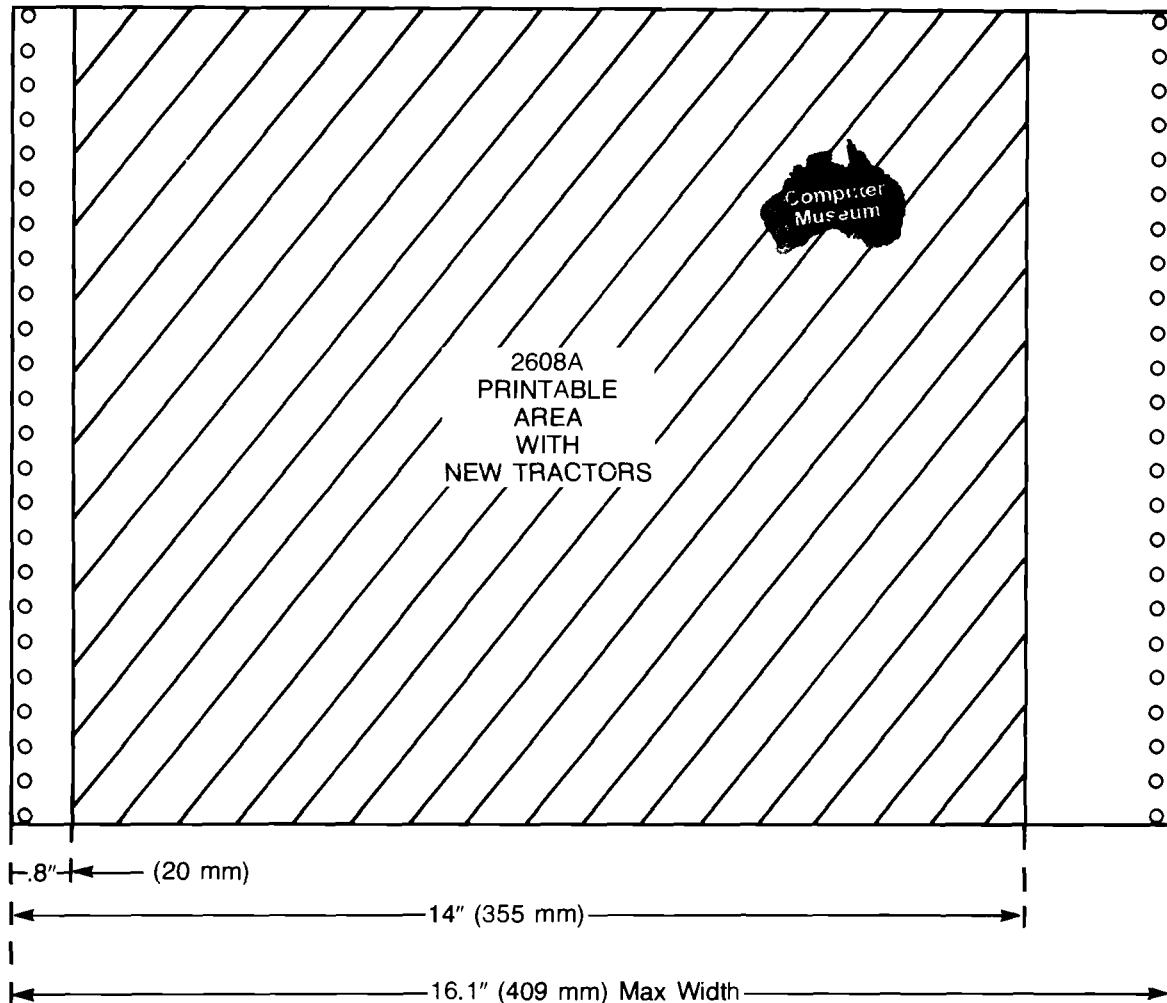 Computer
Museum
2608A
PRINTABLE
AREA
WITH
NEW TRACTORS
.8″
(20 mm)
14″ (355 mm)
16.1″ (409 mm) Max Width